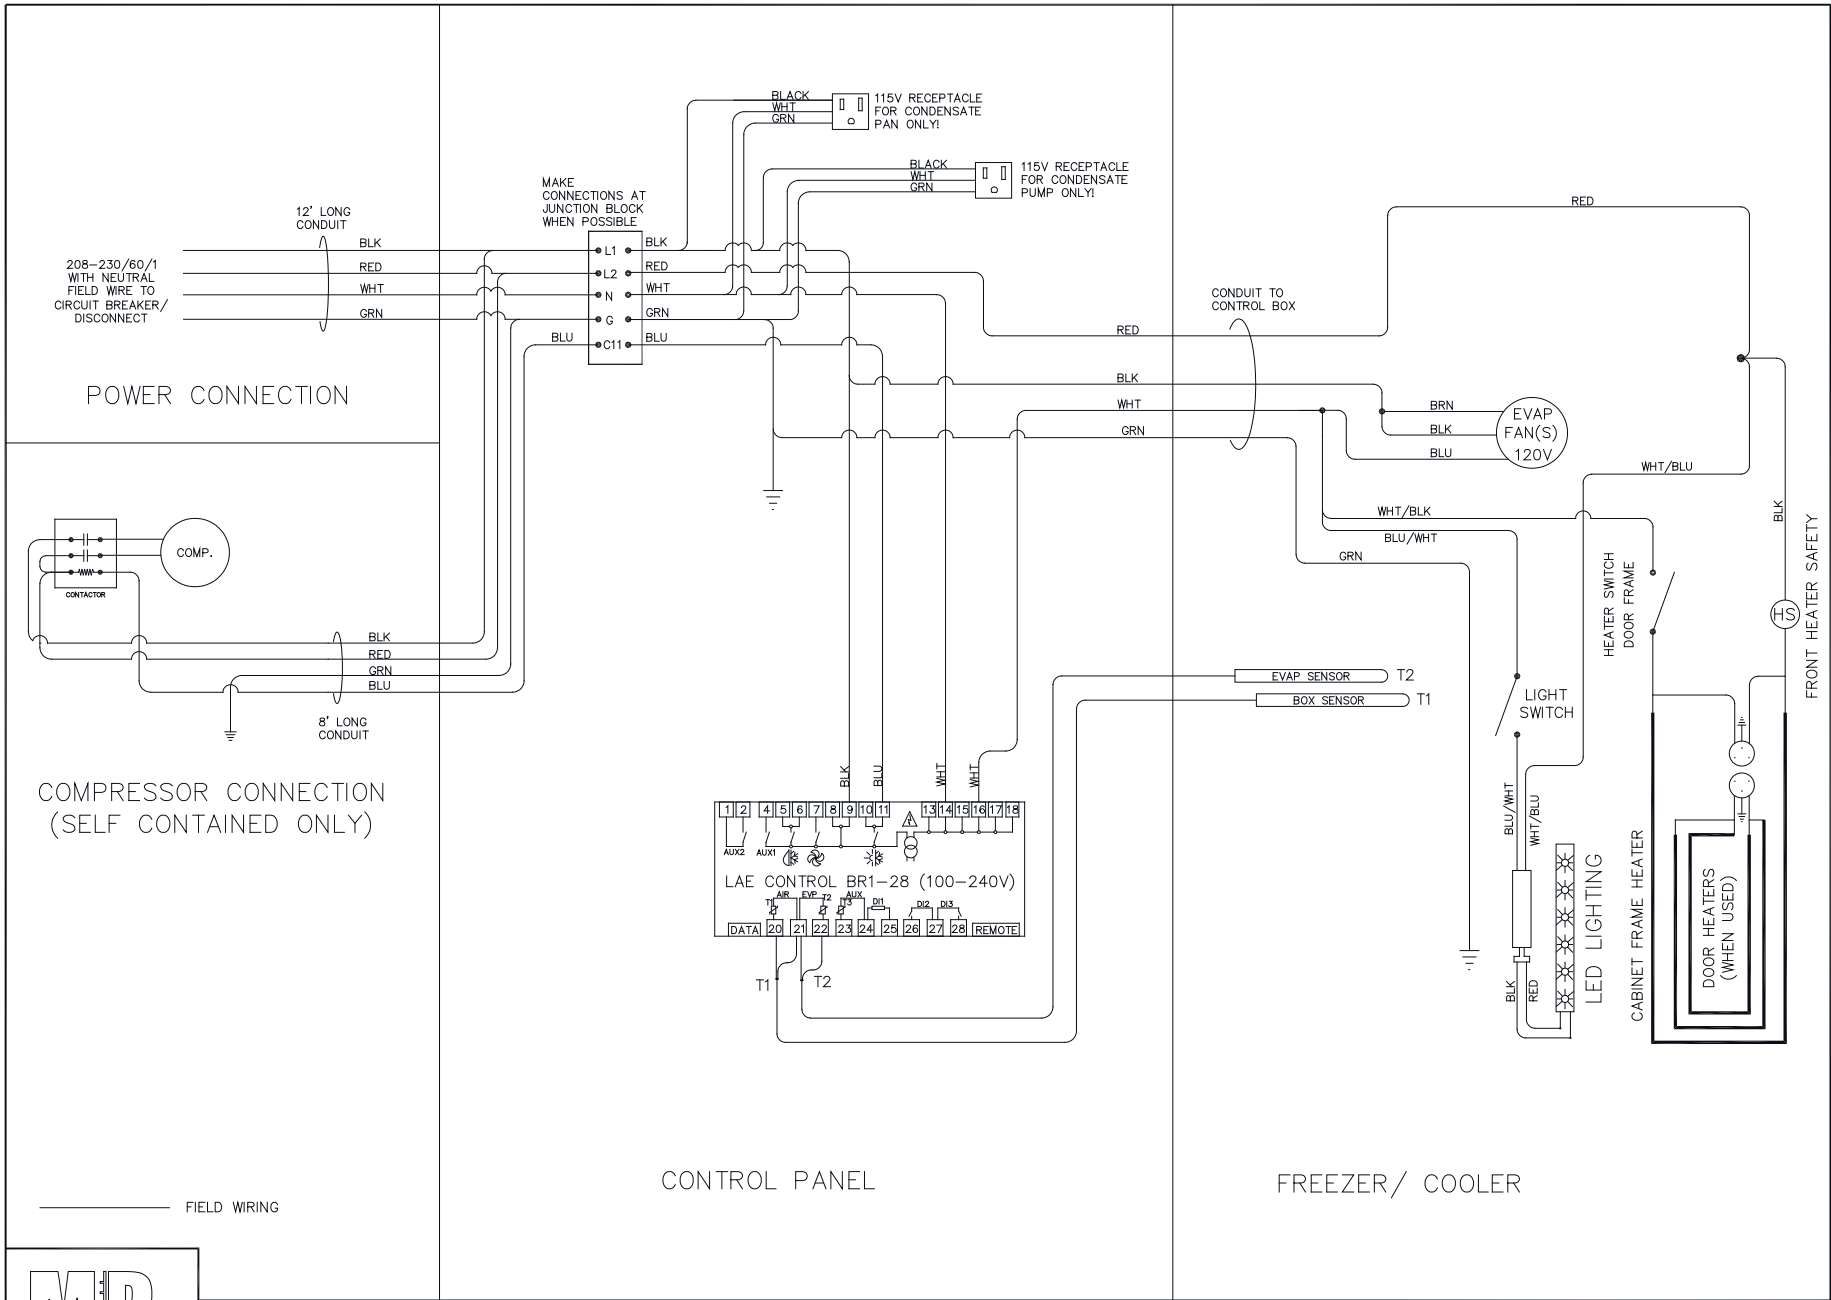 BLACK
WHT
GRN
115V RECEPTACLE
FOR CONDENSATE
PAN ONLY!
BLACK
WHT
GRN
115V RECEPTACLE
FOR CONDENSATE
PUMP ONLY!
MAKE
CONNECTIONS AT
JUNCTION BLOCK
WHEN POSSIBLE
12' LONG
CONDUIT
208-230/60/1
WITH NEUTRAL
FIELD WIRE TO
CIRCUIT BREAKER/
DISCONNECT
BLK
RED
WHT
GRN
BLU
L1
L2
N
G
C11
BLK
RED
WHT
GRN
BLU
POWER CONNECTION
RED
CONDUIT TO
CONTROL BOX
RED
BLK
WHT
GRN
BRN
BLK
BLU
EVAP
FAN(S)
120V
WHT/BLU
WHT/BLK
BLU/WHT
GRN
BLK
HEATER SWITCH
DOOR FRAME
HS
FRONT HEATER SAFETY
COMP.
CONTACTOR
BLK
RED
GRN
BLU
8' LONG
CONDUIT
COMPRESSOR CONNECTION
(SELF CONTAINED ONLY)
EVAP SENSOR T2
BOX SENSOR T1
LIGHT
SWITCH
BLK
BLU
WHT
WHT
1 2 4 5 6 7 8 9 10 11 13 14 15 16 17 18
AUX2 AUX1
LAE CONTROL BR1-28 (100-240V)
AIR EVP AUX
T1 T2 T3 DI1 DI2 DI3
DATA 20 21 22 23 24 25 26 27 28 REMOTE
T1 T2
BLU/WHT
WHT/BLU
BLK
RED
LED LIGHTING
CABINET FRAME HEATER
DOOR HEATERS
(WHEN USED)
CONTROL PANEL
FREEZER/ COOLER
FIELD WIRING